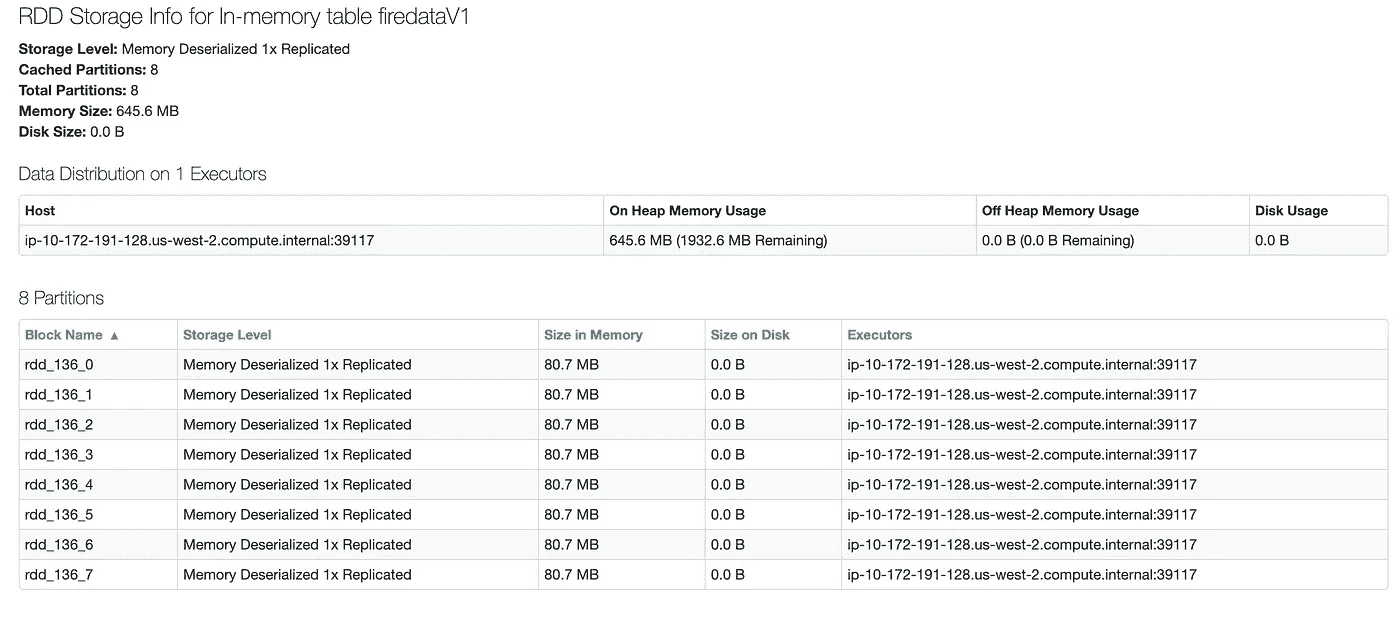 RDD Storage Info for In-memory table firedataV1
Storage Level: Memory Deserialized 1x Replicated
Cached Partitions: 8
Total Partitions: 8
Memory Size: 645.6 MB
Disk Size: 0.0 B
Data Distribution on 1 Executors
Host On Heap Memory Usage Off Heap Memory Usage Disk Usage
ip-10-172-191-128.us-west-2.compute.internal:39117 645.6 MB (1932.6 MB Remaining) 0.0 B (0.0 B Remaining) 0.0 B
8 Partitions
Block Name ▲ Storage Level Size in Memory Size on Disk Executors
rdd_136_0 Memory Deserialized 1x Replicated 80.7 MB 0.0 B ip-10-172-191-128.us-west-2.compute.internal:39117
rdd_136_1 Memory Deserialized 1x Replicated 80.7 MB 0.0 B ip-10-172-191-128.us-west-2.compute.internal:39117
rdd_136_2 Memory Deserialized 1x Replicated 80.7 MB 0.0 B ip-10-172-191-128.us-west-2.compute.internal:39117
rdd_136_3 Memory Deserialized 1x Replicated 80.7 MB 0.0 B ip-10-172-191-128.us-west-2.compute.internal:39117
rdd_136_4 Memory Deserialized 1x Replicated 80.7 MB 0.0 B ip-10-172-191-128.us-west-2.compute.internal:39117
rdd_136_5 Memory Deserialized 1x Replicated 80.7 MB 0.0 B ip-10-172-191-128.us-west-2.compute.internal:39117
rdd_136_6 Memory Deserialized 1x Replicated 80.7 MB 0.0 B ip-10-172-191-128.us-west-2.compute.internal:39117
rdd_136_7 Memory Deserialized 1x Replicated 80.7 MB 0.0 B ip-10-172-191-128.us-west-2.compute.internal:39117